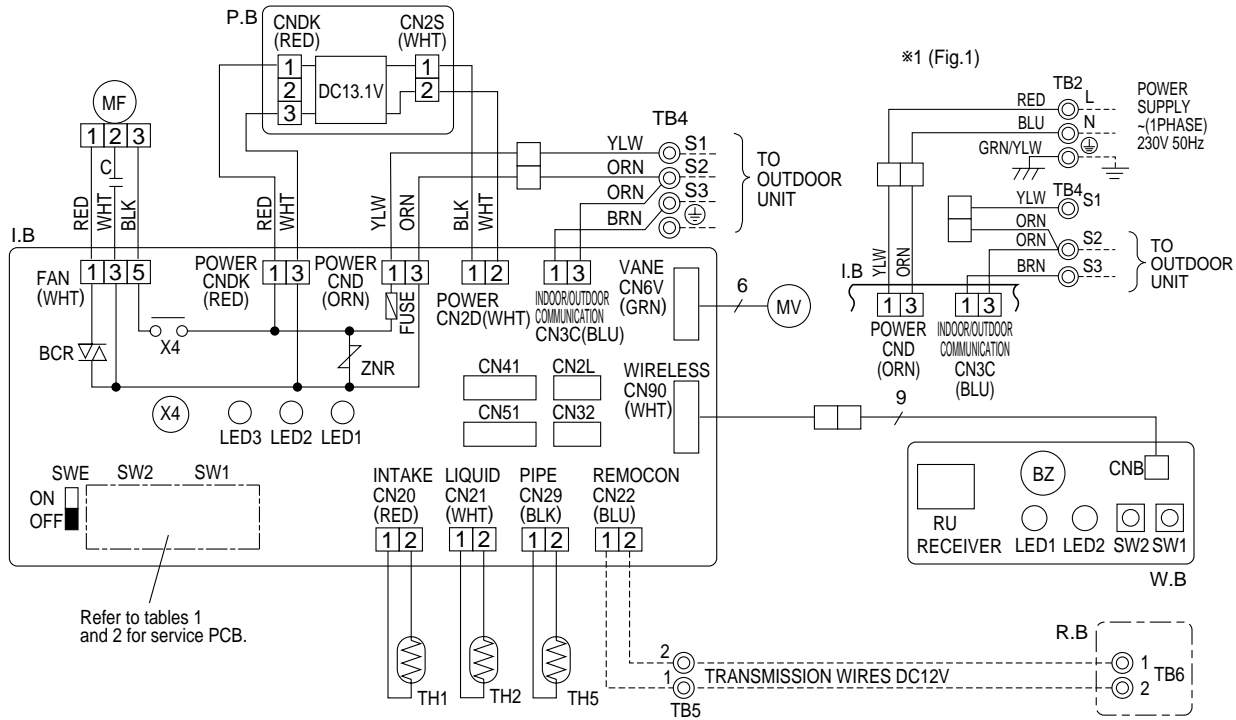 P.B
CNDK
(RED)
CN2S
(WHT)
1
2
3
DC13.1V
1
2
MF
1 2 3
C
RED
WHT
BLK
RED
WHT
YLW
ORN
BLK
WHT
TB4
YLW
S1
ORN
S2
ORN
S3
BRN
TO
OUTDOOR
UNIT
※1 (Fig.1)
TB2
RED
L
BLU
N
GRN/YLW
POWER
SUPPLY
~(1PHASE)
230V 50Hz
YLW
TB4
S1
ORN
ORN
S2
BRN
S3
TO
OUTDOOR
UNIT
I.B
YLW
ORN
1 3
1 3
POWER
CND
(ORN)
INDOOR/OUTDOOR
COMMUNICATION
CN3C
(BLU)
I.B
FAN
(WHT)
1 3 5
POWER
CNDK
(RED)
1 3
POWER
CND
(ORN)
1 3
FUSE
1 2
POWER
CN2D(WHT)
1 3
INDOOR/OUTDOOR
COMMUNICATION
CN3C(BLU)
VANE
CN6V
(GRN)
6
MV
BCR
X4
ZNR
X4
LED3 LED2 LED1
CN41
CN2L
CN51
CN32
WIRELESS
CN90
(WHT)
9
CNB
BZ
RU
RECEIVER
LED1 LED2 SW2 SW1
W.B
SWE
ON
OFF
SW2
SW1
INTAKE
CN20
(RED)
1 2
LIQUID
CN21
(WHT)
1 2
PIPE
CN29
(BLK)
1 2
REMOCON
CN22
(BLU)
1 2
Refer to tables 1
and 2 for service PCB.
TH1
TH2
TH5
2
1
TB5
TRANSMISSION WIRES DC12V
R.B
1
2
TB6